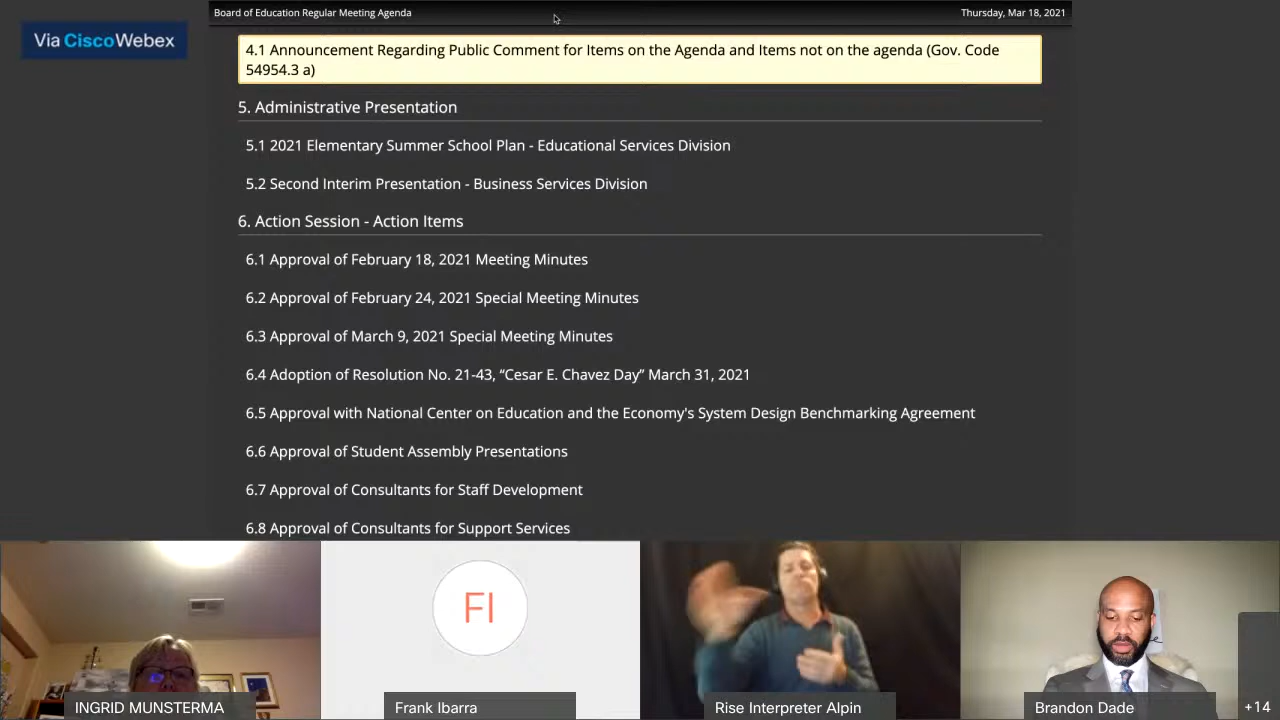 Board of Education Regular Meeting Agenda
Thursday, Mar 18, 2021
Via Cisco Webex
4.1 Announcement Regarding Public Comment for Items on the Agenda and Items not on the agenda (Gov. Code
54954.3 a)
5. Administrative Presentation
5.1 2021 Elementary Summer School Plan - Educational Services Division
5.2 Second Interim Presentation - Business Services Division
6. Action Session - Action Items
6.1 Approval of February 18, 2021 Meeting Minutes
6.2 Approval of February 24, 2021 Special Meeting Minutes
6.3 Approval of March 9, 2021 Special Meeting Minutes
6.4 Adoption of Resolution No. 21-43, “Cesar E. Chavez Day” March 31, 2021
6.5 Approval with National Center on Education and the Economy's System Design Benchmarking Agreement
6.6 Approval of Student Assembly Presentations
6.7 Approval of Consultants for Staff Development
6.8 Approval of Consultants for Support Services
FI
INGRID MUNSTERMA
Frank Ibarra
Rise Interpreter Alpin
Brandon Dade
+14